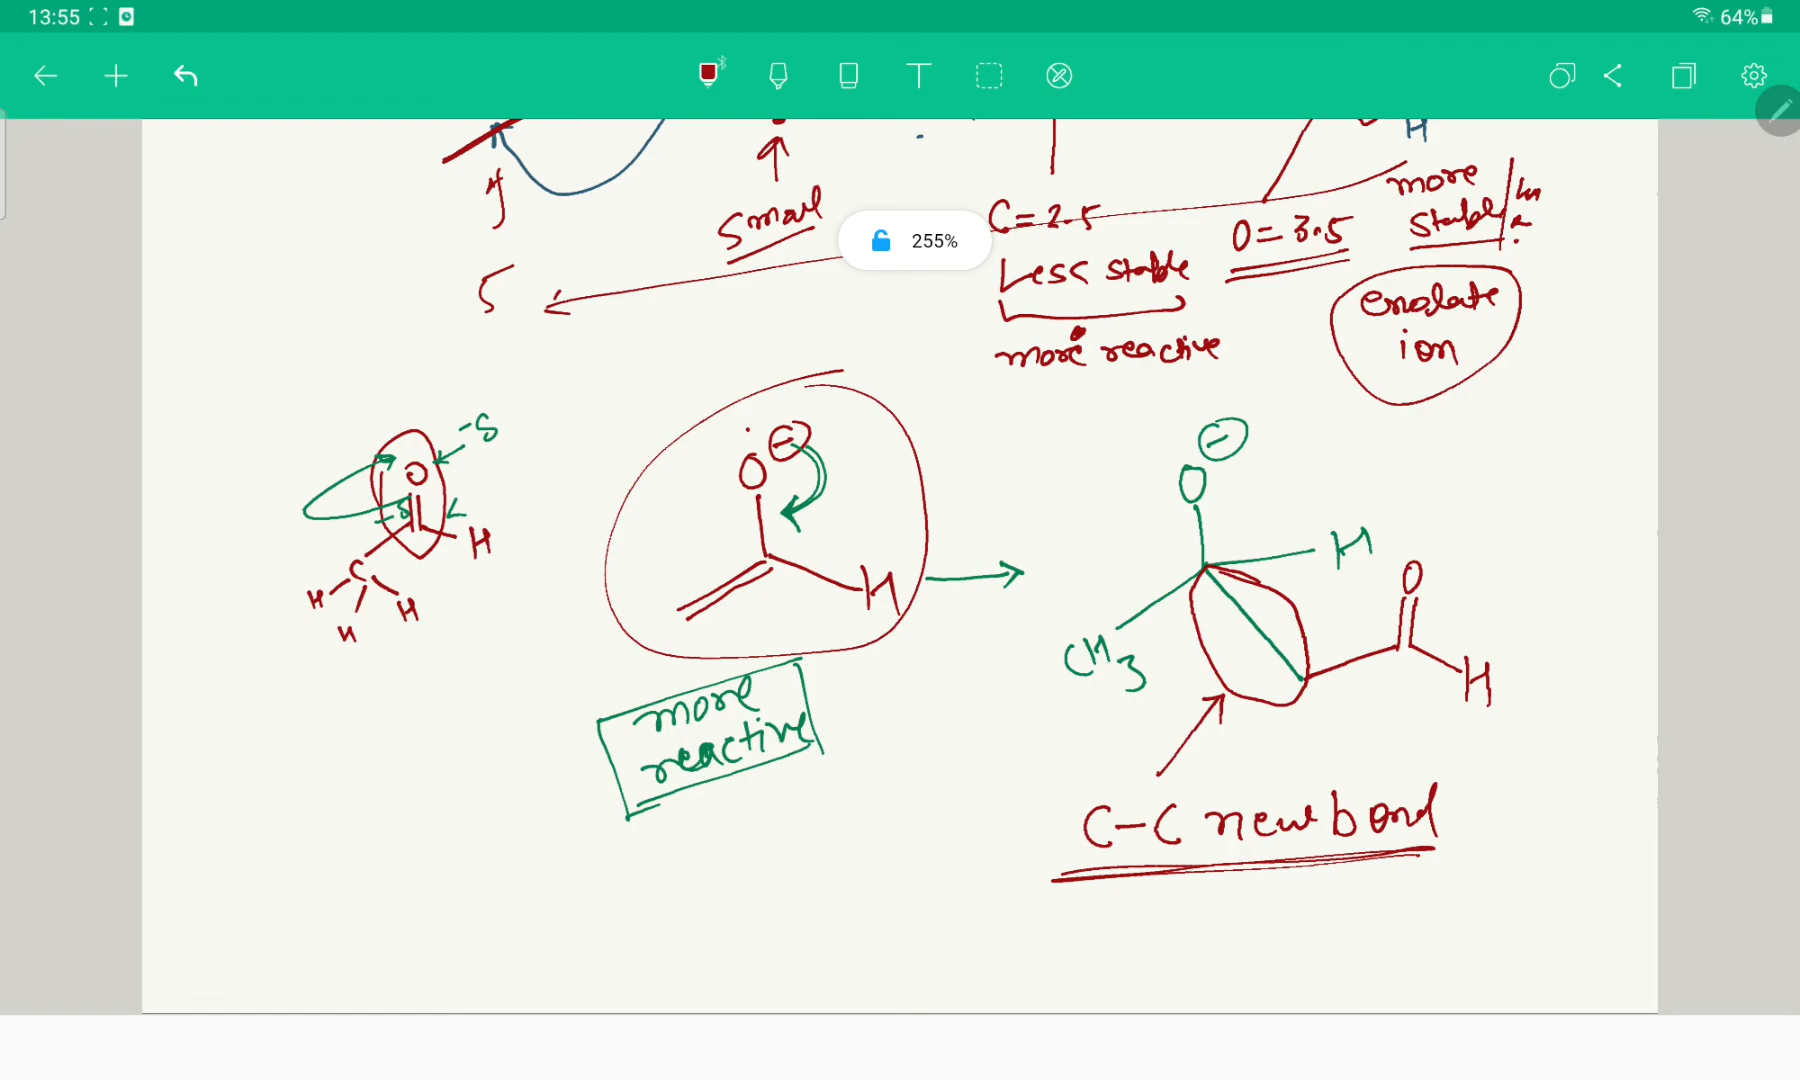 13:55
64%
255%
small
C = 2.5
O = 3.5
more
stable
Less stable
more reactive
enolate
ion
5
-δ
O
H
C
H
H
H
O
H
more
reactive
O
H
CH3
O
H
C-C new bond
H